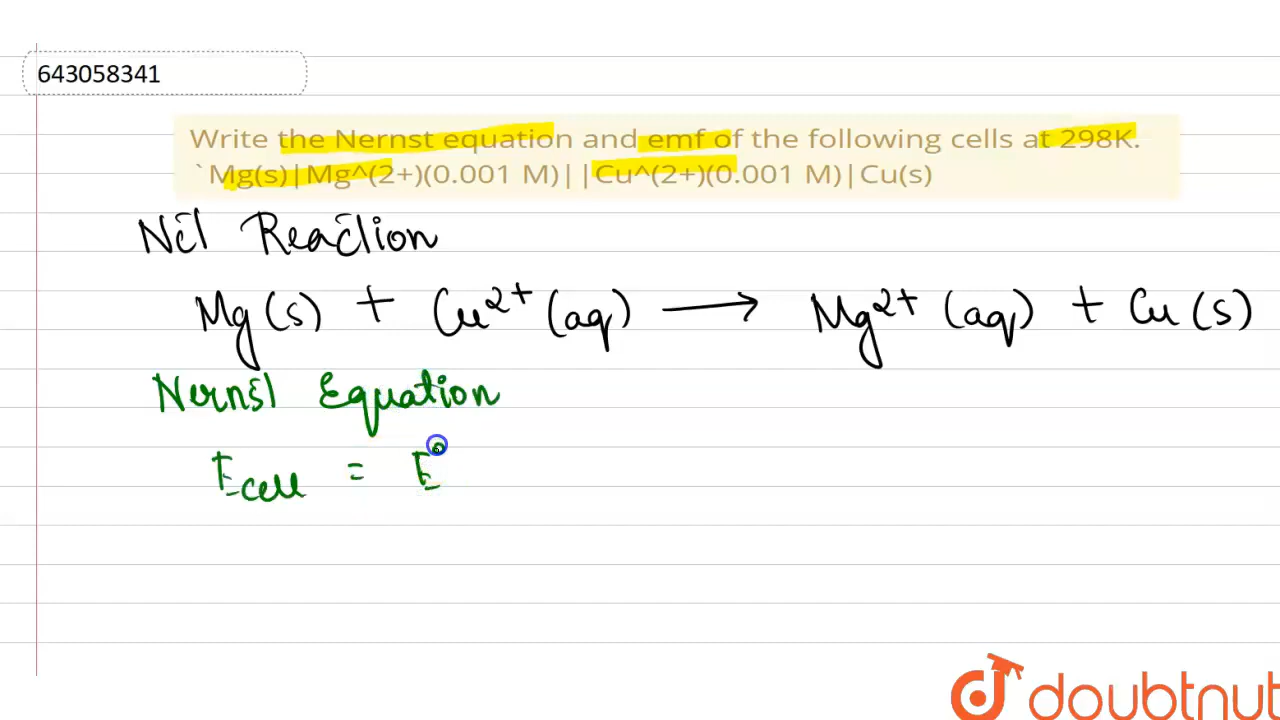 643058341
Write the Nernst equation and emf of the following cells at 298K.
`Mg(s)|Mg^(2+)(0.001 M)||Cu^(2+)(0.001 M)|Cu(s)
Net Reaction
Mg(s) + Cu²⁺(aq) ⟶ Mg²⁺(aq) + Cu(s)
Nernst Equation
E_cell = E°
doubtnut